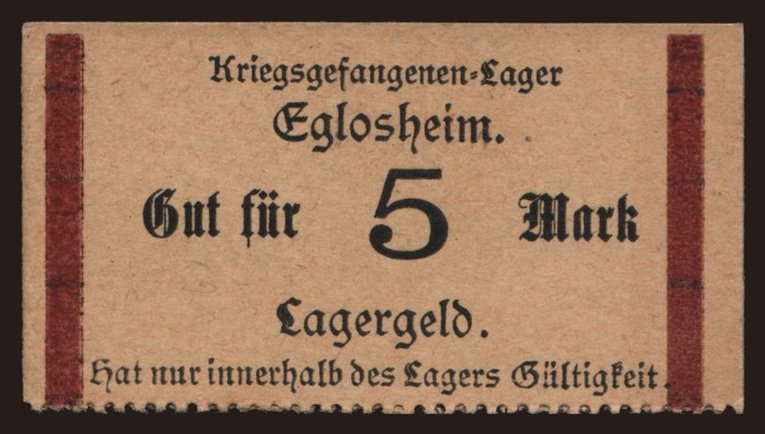 Kriegsgefangenen-Lager
Eglosheim.
Gut für 5 Mark
Lagergeld.
Hat nur innerhalb des Lagers Gültigkeit.